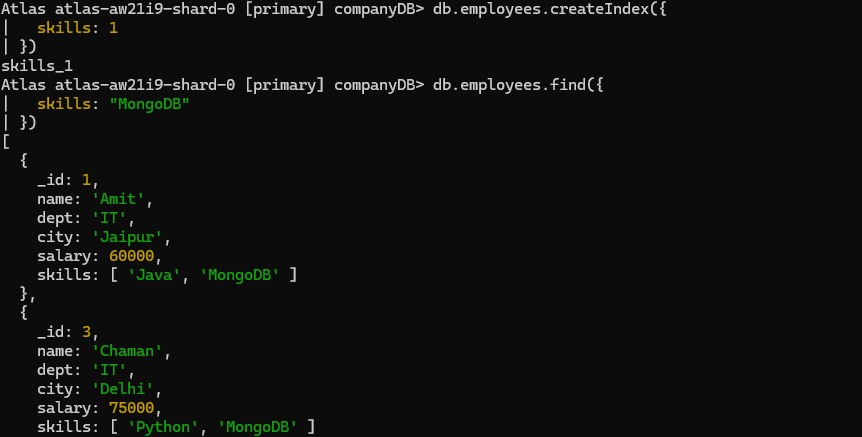 Atlas atlas-aw21i9-shard-0 [primary] companyDB> db.employees.createIndex({
|   skills: 1
| })
skills_1
Atlas atlas-aw21i9-shard-0 [primary] companyDB> db.employees.find({
|   skills: "MongoDB"
| })
[
  {
    _id: 1,
    name: 'Amit',
    dept: 'IT',
    city: 'Jaipur',
    salary: 60000,
    skills: [ 'Java', 'MongoDB' ]
  },
  {
    _id: 3,
    name: 'Chaman',
    dept: 'IT',
    city: 'Delhi',
    salary: 75000,
    skills: [ 'Python', 'MongoDB' ]